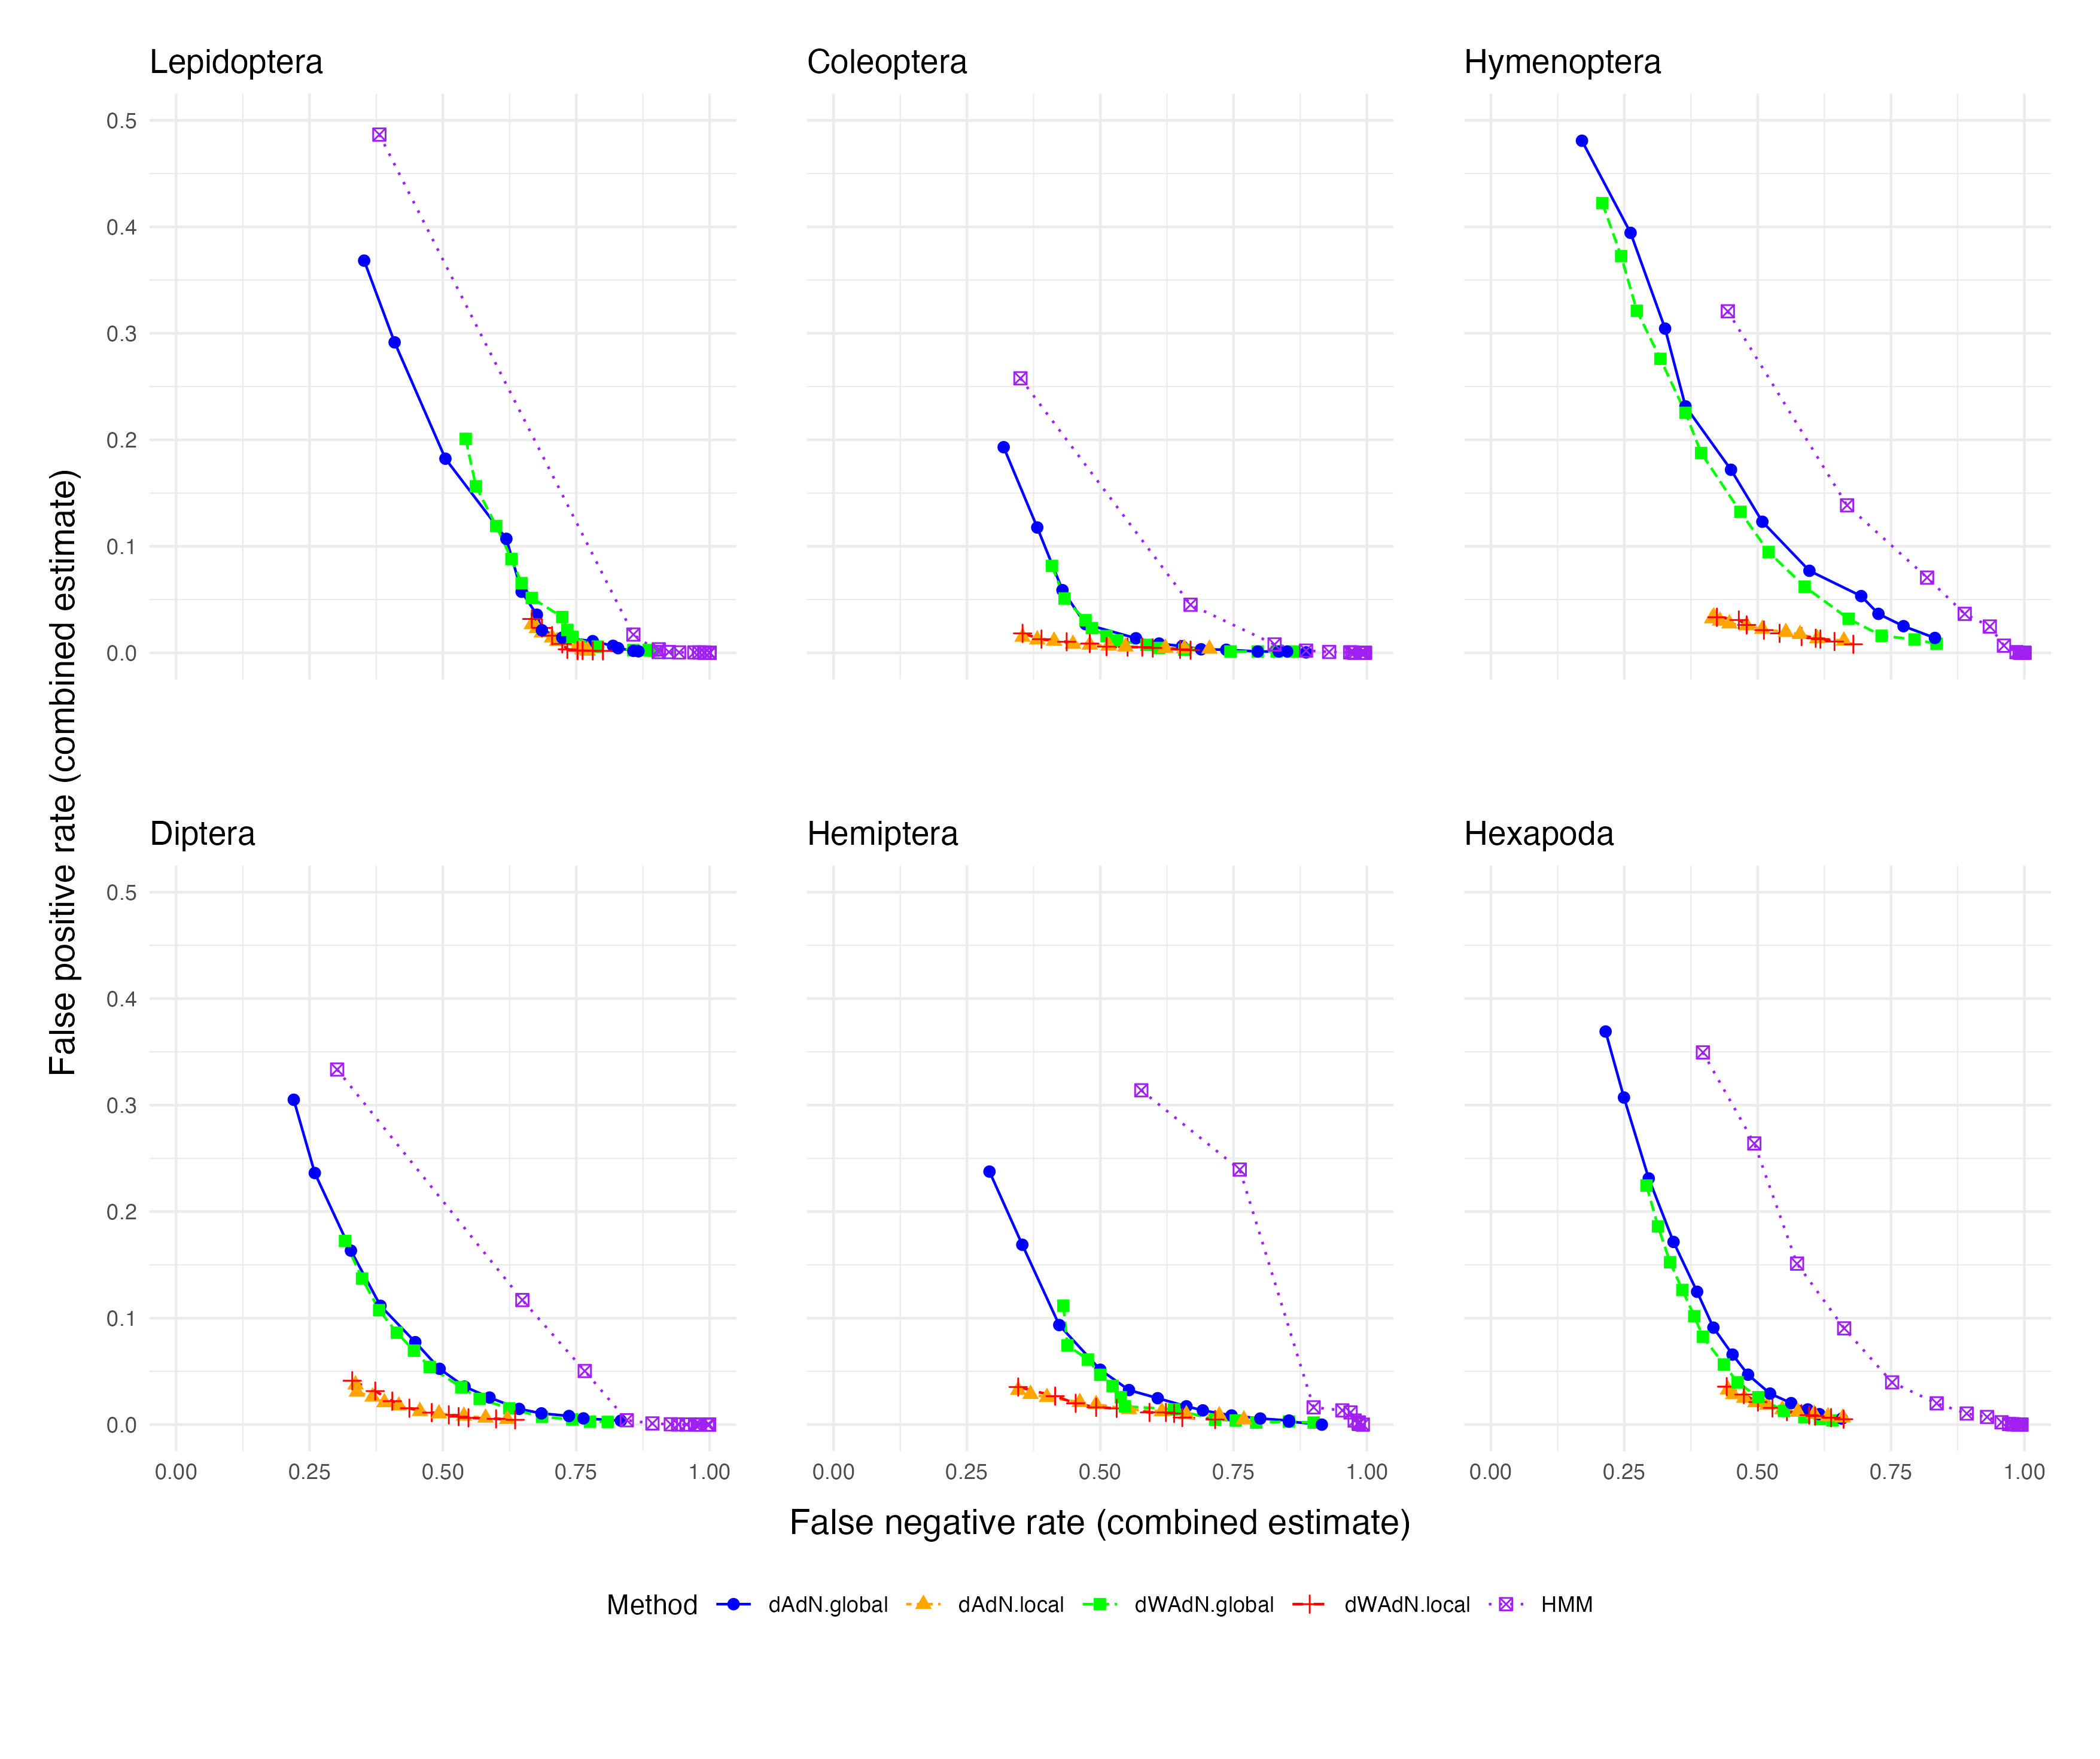 Lepidoptera
Coleoptera
Hymenoptera
0.5
0.4
0.3
0.2
0.1
0.0
False positive rate (combined estimate)
Diptera
Hemiptera
Hexapoda
0.5
0.4
0.3
0.2
0.1
0.0
0.00 0.25 0.50 0.75 1.00 0.00 0.25 0.50 0.75 1.00 0.00 0.25 0.50 0.75 1.00
False negative rate (combined estimate)
Method dAdN.global dAdN.local dWAdN.global dWAdN.local HMM